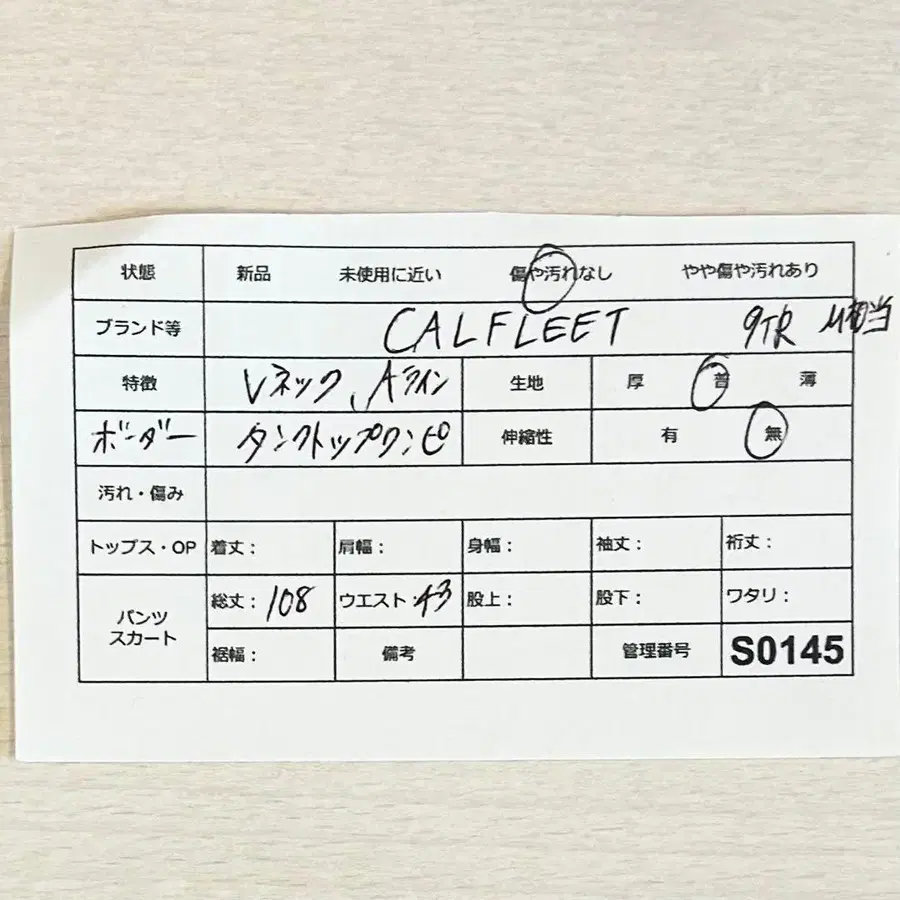 状態 新品 未使用に近い 傷や汚れなし やや傷や汚れあり
ブランド等 CALFLEET 9TR M相当
特徴 Vネック、Aライン 生地 厚 普 薄
ボーダー タンクトップワンピ 伸縮性 有 無
汚れ・傷み
トップス・OP 着丈： 肩幅： 身幅： 袖丈： 裄丈：
パンツ スカート 総丈：108 ウエスト：43 股上： 股下： ワタリ：
裾幅： 備考 管理番号 S0145